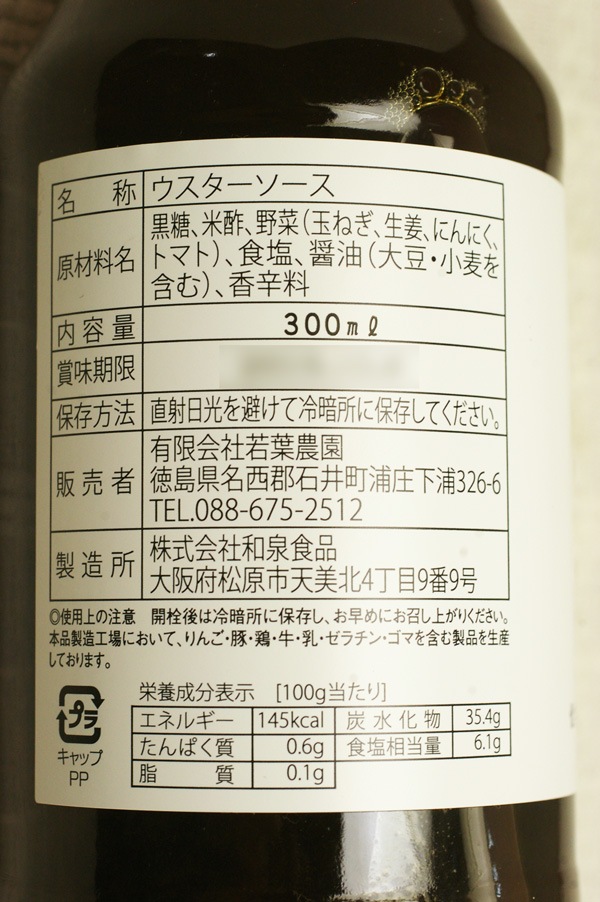 名称 ウスターソース
原材料名 黒糖、米酢、野菜(玉ねぎ、生姜、にんにく、
トマト)、食塩、醤油(大豆・小麦を
含む)、香辛料
内容量 300mℓ
賞味期限
保存方法 直射日光を避けて冷暗所に保存してください。
販売者 有限会社若葉農園
徳島県名西郡石井町浦庄下浦326-6
TEL.088-675-2512
製造所 株式会社和泉食品
大阪府松原市天美北4丁目9番9号
◎使用上の注意 開栓後は冷暗所に保存し、お早めにお召し上がりください。
本品製造工場において、りんご・豚・鶏・牛・乳・ゼラチン・ゴマを含む製品を生産
しております。
プラ
キャップ
PP
栄養成分表示 [100g当たり]
エネルギー 145kcal 炭水化物 35.4g
たんぱく質 0.6g 食塩相当量 6.1g
脂質 0.1g